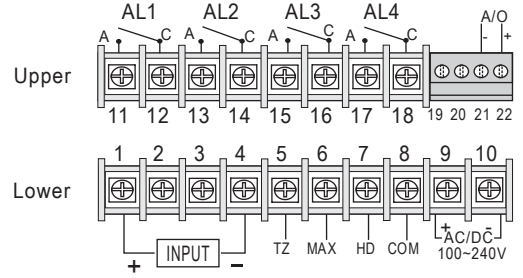 AL1 AL2 AL3 AL4 A/O
A C A C A C A C - +
Upper
11 12 13 14 15 16 17 18 19 20 21 22
1 2 3 4 5 6 7 8 9 10
Lower
+ INPUT − TZ MAX HD COM + AC/DC -
100~240V